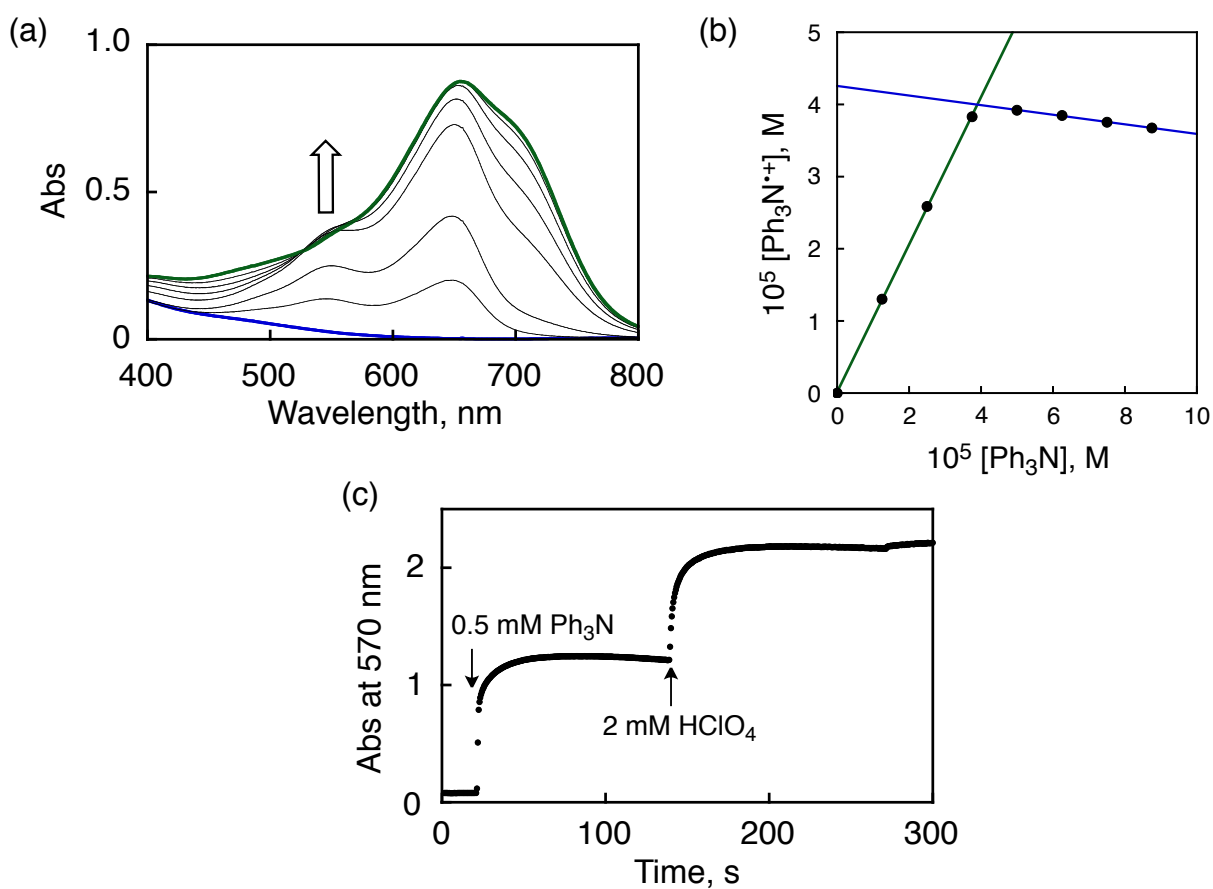 (a)
1.0
0.5
0
Abs
400 500 600 700 800
Wavelength, nm
(b)
5
4
3
2
1
0
10⁵ [Ph₃N•⁺], M
0 2 4 6 8 10
10⁵ [Ph₃N], M
(c)
2
1
0
Abs at 570 nm
0.5 mM Ph₃N
2 mM HClO₄
0 100 200 300
Time, s